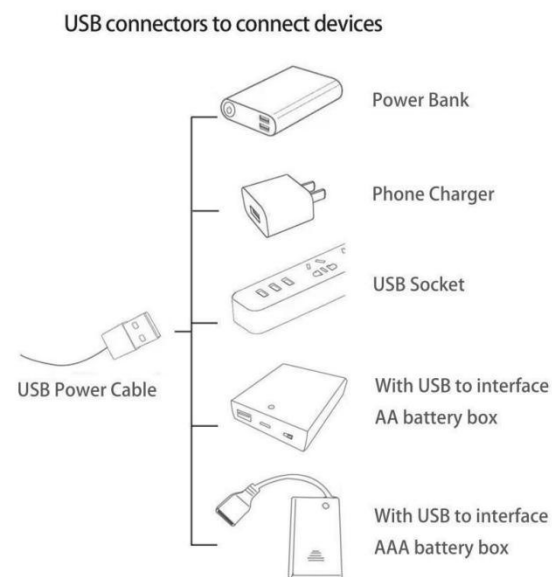 USB connectors to connect devices
Power Bank
Phone Charger
USB Socket
USB Power Cable
With USB to interface
AA battery box
With USB to interface
AAA battery box